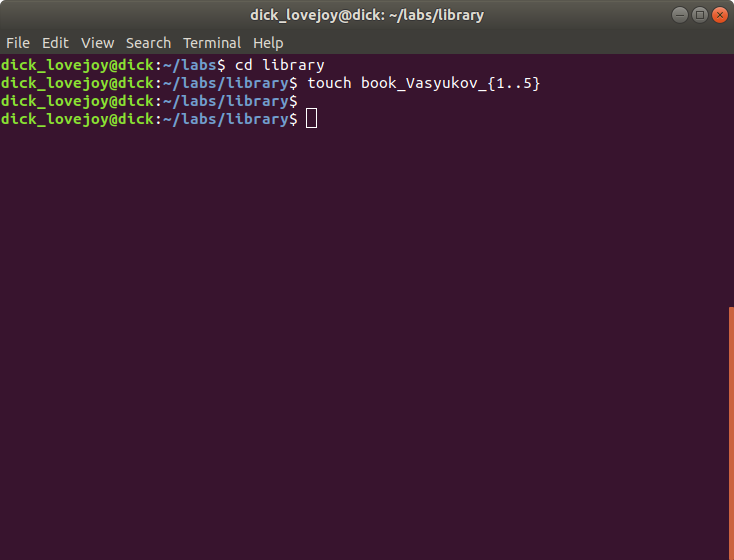 dick_lovejoy@dick: ~/labs/library
File Edit View Search Terminal Help
dick_lovejoy@dick:~/labs$ cd library
dick_lovejoy@dick:~/labs/library$ touch book_Vasyukov_{1..5}
dick_lovejoy@dick:~/labs/library$
dick_lovejoy@dick:~/labs/library$